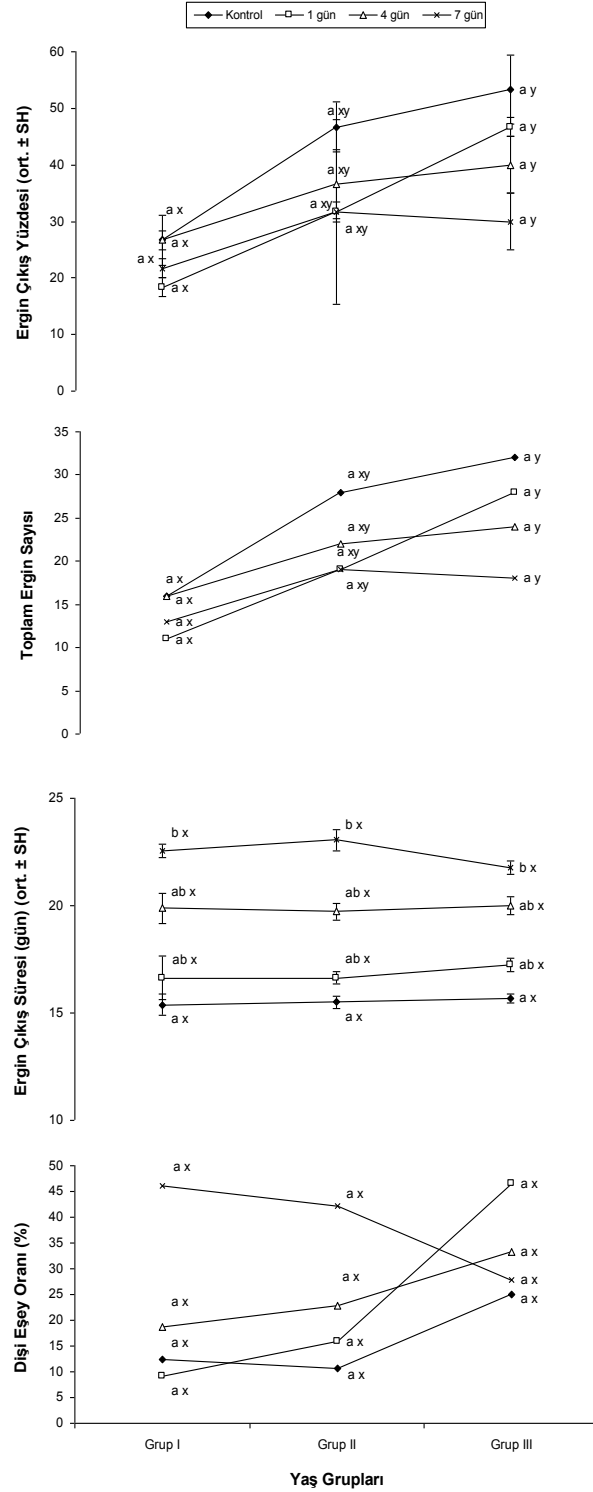 Kontrol 1 gün 4 gün 7 gün
Ergin Çıkış Yüzdesi (ort. ± SH)
60
50
40
30
20
10
0
a x
a x
a x
a x
a xy
a xy
a xy
a xy
a y
a y
a y
a y
Toplam Ergin Sayısı
35
30
25
20
15
10
5
0
a x
a x
a x
a x
a xy
a xy
a xy
a xy
a y
a y
a y
a y
Ergin Çıkış Süresi (gün) (ort. ± SH)
25
20
15
10
b x
b x
b x
ab x
ab x
ab x
ab x
ab x
ab x
a x
a x
a x
Dişi Eşey Oranı (%)
50
45
40
35
30
25
20
15
10
5
0
a x
a x
a x
a x
a x
a x
a x
a x
a x
a x
a x
a x
Grup I Grup II Grup III
Yaş Grupları